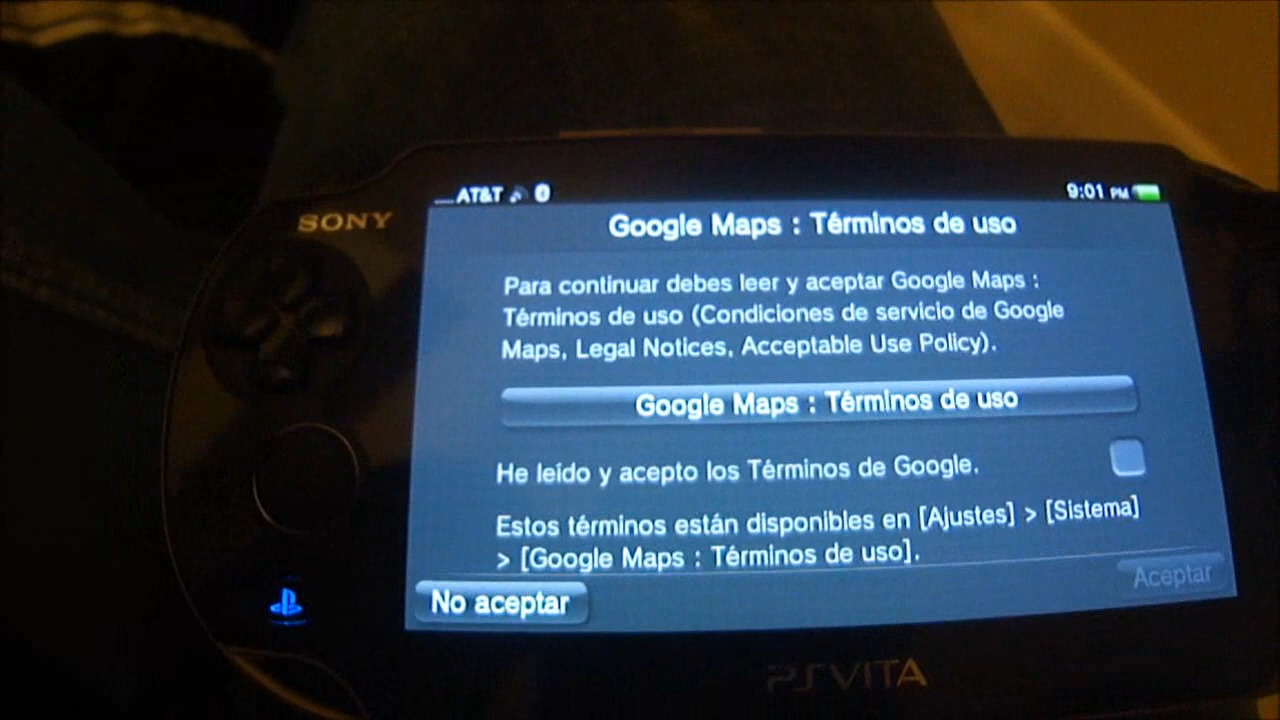 AT&T
9:01 PM
SONY
Google Maps : Términos de uso
Para continuar debes leer y aceptar Google Maps :
Términos de uso (Condiciones de servicio de Google
Maps, Legal Notices, Acceptable Use Policy).
Google Maps : Términos de uso
He leído y acepto los Términos de Google.
Estos términos están disponibles en [Ajustes] > [Sistema]
> [Google Maps : Términos de uso].
No aceptar
Aceptar
PSVITA